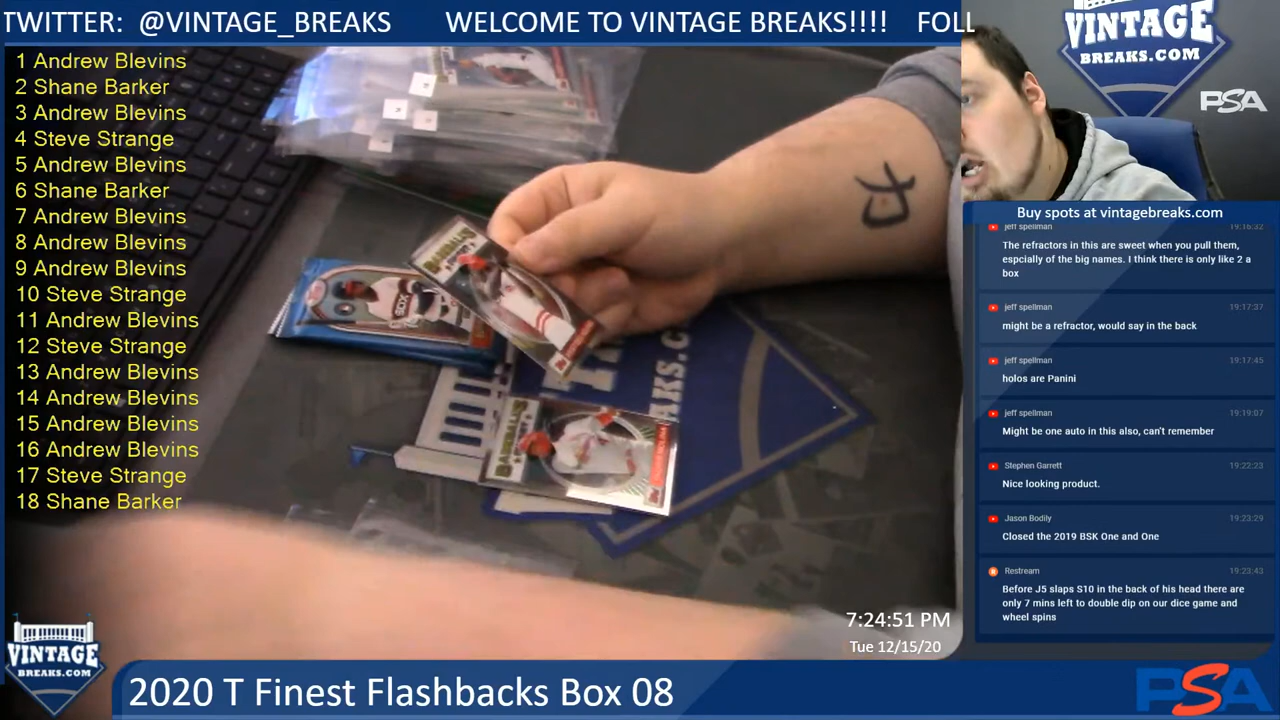 TWITTER: @VINTAGE_BREAKS WELCOME TO VINTAGE BREAKS!!!! FOLL
1 Andrew Blevins
2 Shane Barker
3 Andrew Blevins
4 Steve Strange
5 Andrew Blevins
6 Shane Barker
7 Andrew Blevins
8 Andrew Blevins
9 Andrew Blevins
10 Steve Strange
11 Andrew Blevins
12 Steve Strange
13 Andrew Blevins
14 Andrew Blevins
15 Andrew Blevins
16 Andrew Blevins
17 Steve Strange
18 Shane Barker
SOX
BASEBALL'S
BASEBALL'S
AKS.C
力
VINTAGE
BREAKS.COM
PSA
Buy spots at vintagebreaks.com
jeff spellman 19:16:32
The refractors in this are sweet when you pull them,
espcially of the big names. I think there is only like 2 a
box
jeff spellman 19:17:37
might be a refractor, would say in the back
jeff spellman 19:17:45
holos are Panini
jeff spellman 19:19:07
Might be one auto in this also, can't remember
Stephen Garrett 19:22:23
Nice looking product.
Jason Bodily 19:23:29
Closed the 2019 BSK One and One
Restream 19:23:43
Before J5 slaps S10 in the back of his head there are
only 7 mins left to double dip on our dice game and
wheel spins
7:24:51 PM
Tue 12/15/20
VINTAGE
BREAKS.COM
2020 T Finest Flashbacks Box 08
PSA